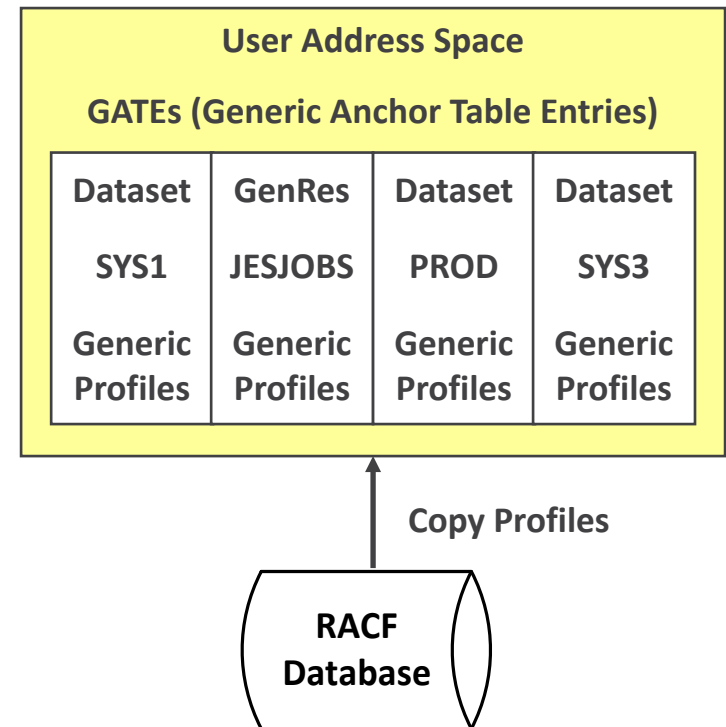 User Address Space
GATEs (Generic Anchor Table Entries)
Dataset
SYS1
Generic
Profiles
GenRes
JESJOBS
Generic
Profiles
Dataset
PROD
Generic
Profiles
Dataset
SYS3
Generic
Profiles
Copy Profiles
RACF
Database